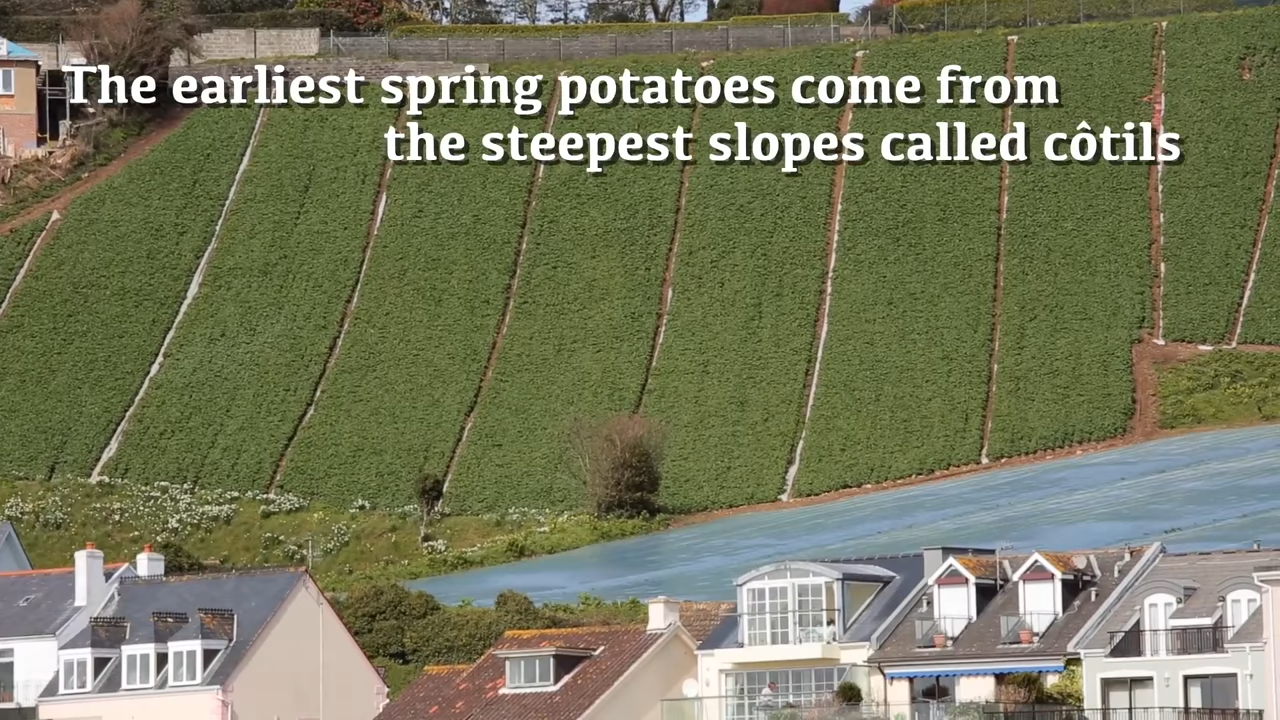 The earliest spring potatoes come from
the steepest slopes called côtils